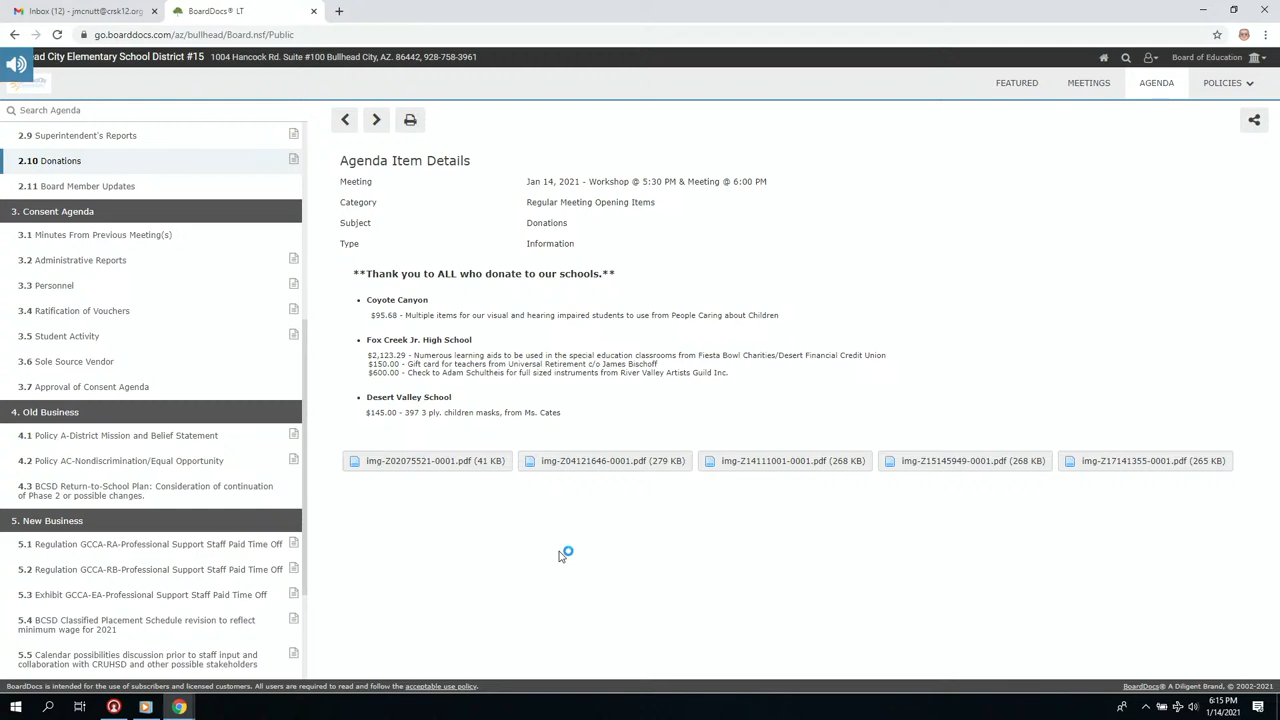 Inbox (12) - jmcnutt@crsk12.org
BoardDocs® LT
go.boarddocs.com/az/bullhead/Board.nsf/Public
ead City Elementary School District #15 1004 Hancock Rd. Suite #100 Bullhead City, AZ. 86442, 928-758-3961
Board of Education
FEATURED MEETINGS AGENDA POLICIES
Search Agenda
2.9 Superintendent's Reports
2.10 Donations
2.11 Board Member Updates
3. Consent Agenda
3.1 Minutes From Previous Meeting(s)
3.2 Administrative Reports
3.3 Personnel
3.4 Ratification of Vouchers
3.5 Student Activity
3.6 Sole Source Vendor
3.7 Approval of Consent Agenda
4. Old Business
4.1 Policy A-District Mission and Belief Statement
4.2 Policy AC-Nondiscrimination/Equal Opportunity
4.3 BCSD Return-to-School Plan: Consideration of continuation
of Phase 2 or possible changes.
5. New Business
5.1 Regulation GCCA-RA-Professional Support Staff Paid Time Off
5.2 Regulation GCCA-RB-Professional Support Staff Paid Time Off
5.3 Exhibit GCCA-EA-Professional Support Staff Paid Time Off
5.4 BCSD Classified Placement Schedule revision to reflect
minimum wage for 2021
5.5 Calendar possibilities discussion prior to staff input and
collaboration with CRUHSD and other possible stakeholders
Agenda Item Details
Meeting Jan 14, 2021 - Workshop @ 5:30 PM & Meeting @ 6:00 PM
Category Regular Meeting Opening Items
Subject Donations
Type Information
**Thank you to ALL who donate to our schools.**
• Coyote Canyon
$95.68 - Multiple items for our visual and hearing impaired students to use from People Caring about Children
• Fox Creek Jr. High School
$2,123.29 - Numerous learning aids to be used in the special education classrooms from Fiesta Bowl Charities/Desert Financial Credit Union
$150.00 - Gift card for teachers from Universal Retirement c/o James Bischoff
$600.00 - Check to Adam Schultheis for full sized instruments from River Valley Artists Guild Inc.
• Desert Valley School
$145.00 - 397 3 ply. children masks, from Ms. Cates
img-Z02075521-0001.pdf (41 KB) img-Z04121646-0001.pdf (279 KB) img-Z14111001-0001.pdf (268 KB) img-Z15145949-0001.pdf (268 KB) img-Z17141355-0001.pdf (265 KB)
BoardDocs is intended for the use of subscribers and licensed customers. All users are required to read and follow the acceptable use policy.
BoardDocs® A Diligent Brand, © 2002-2021
6:15 PM
1/14/2021